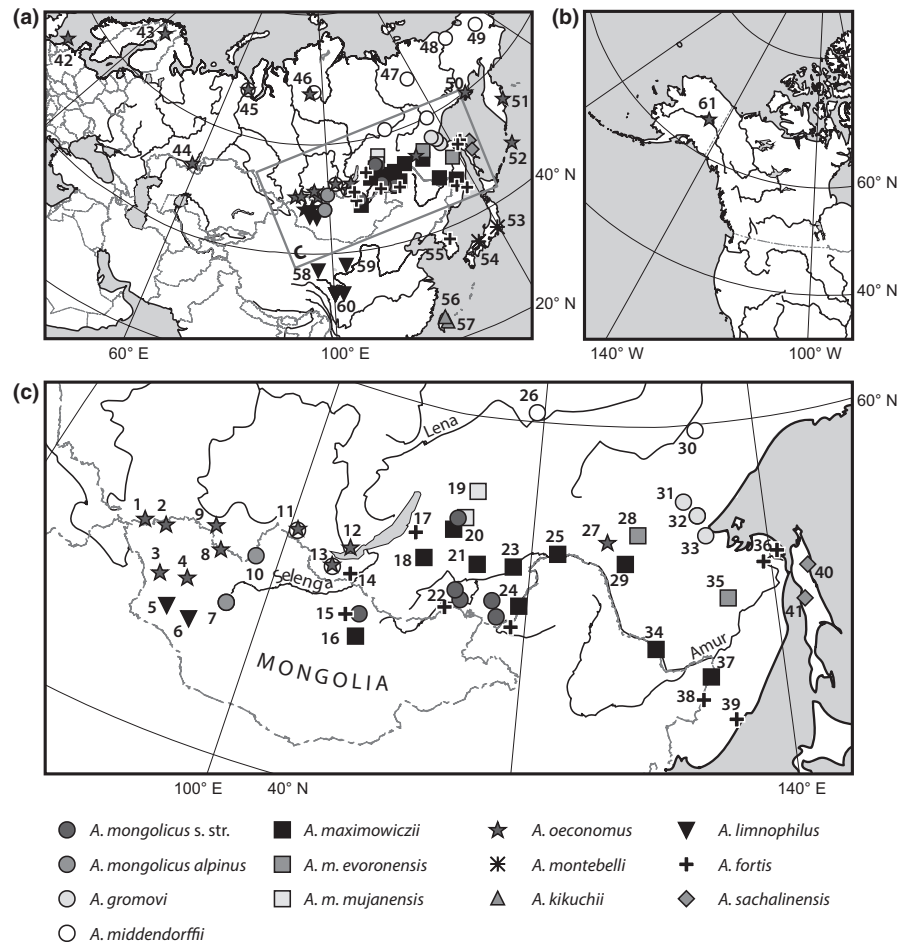 (a)
(b)
42
43
44
45
46
47
48
49
50
51
52
53
54
55
56
57
58
59
60
C
40° N
20° N
60° E
100° E
61
60° N
40° N
140° W
100° W
(c)
60° N
26
Lena
30
1
2
9
11
12
17
19
20
31
32
33
3
4
8
10
13
14
18
21
23
25
27
28
29
36
40
Selenga
5
6
7
15
16
22
24
35
41
34
Amur
37
38
39
MONGOLIA
100° E
40° N
140° E
A. mongolicus s. str.
A. maximowiczii
A. oeconomus
A. limnophilus
A. mongolicus alpinus
A. m. evoronensis
A. montebelli
A. fortis
A. gromovi
A. m. mujanensis
A. kikuchii
A. sachalinensis
A. middendorffii